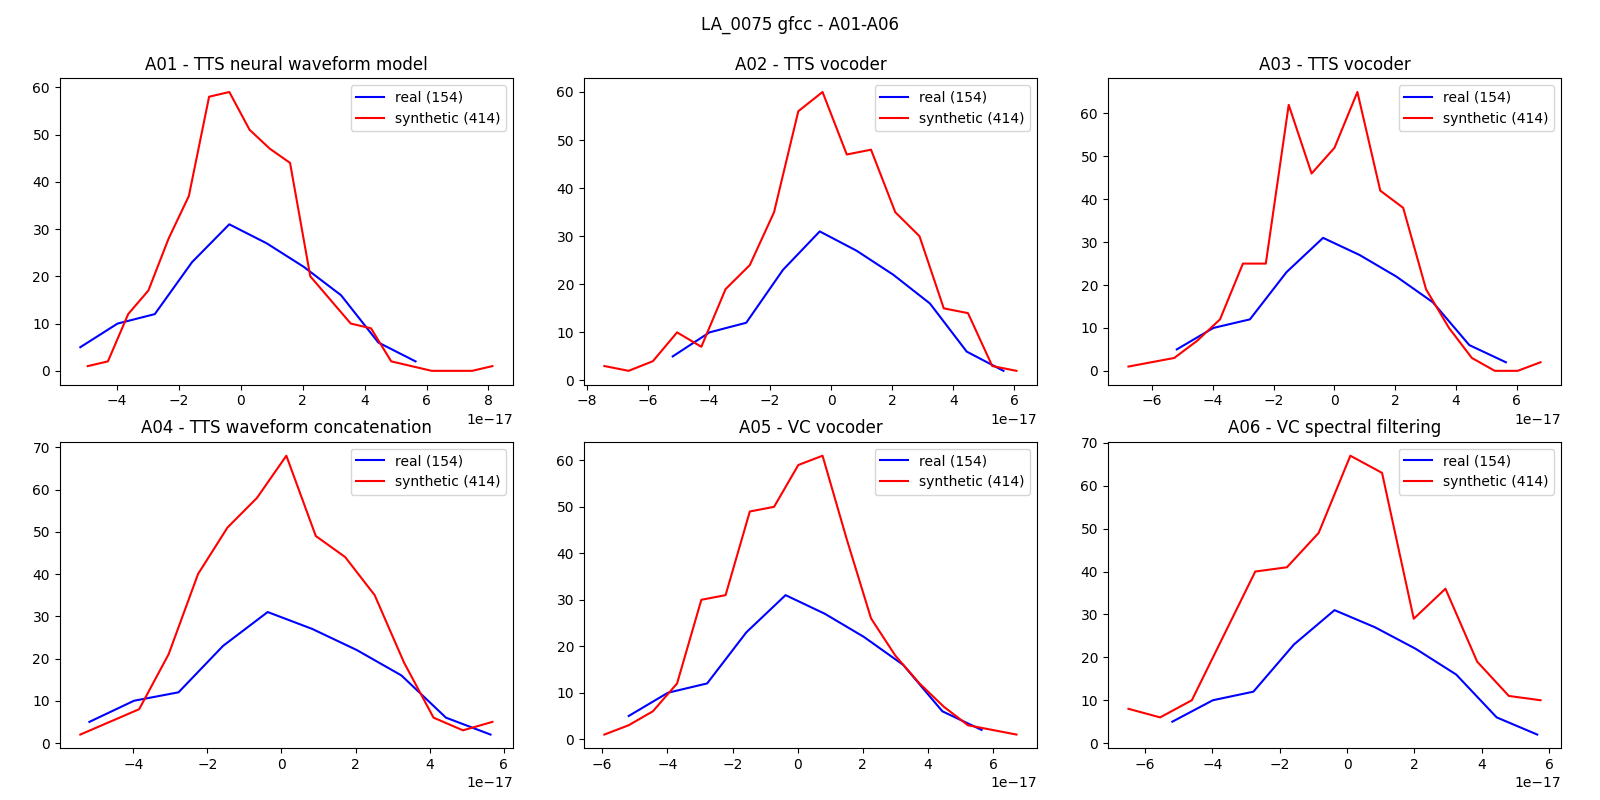 LA_0075 gfcc - A01-A06
A01 - TTS neural waveform model
real (154)
synthetic (414)
60
50
40
30
20
10
0
−4 −2 0 2 4 6 8
1e−17
A02 - TTS vocoder
real (154)
synthetic (414)
60
50
40
30
20
10
0
−8 −6 −4 −2 0 2 4 6
1e−17
A03 - TTS vocoder
real (154)
synthetic (414)
60
50
40
30
20
10
0
−6 −4 −2 0 2 4 6
1e−17
A04 - TTS waveform concatenation
real (154)
synthetic (414)
70
60
50
40
30
20
10
0
−4 −2 0 2 4 6
1e−17
A05 - VC vocoder
real (154)
synthetic (414)
60
50
40
30
20
10
0
−6 −4 −2 0 2 4 6
1e−17
A06 - VC spectral filtering
real (154)
synthetic (414)
70
60
50
40
30
20
10
0
−6 −4 −2 0 2 4 6
1e−17